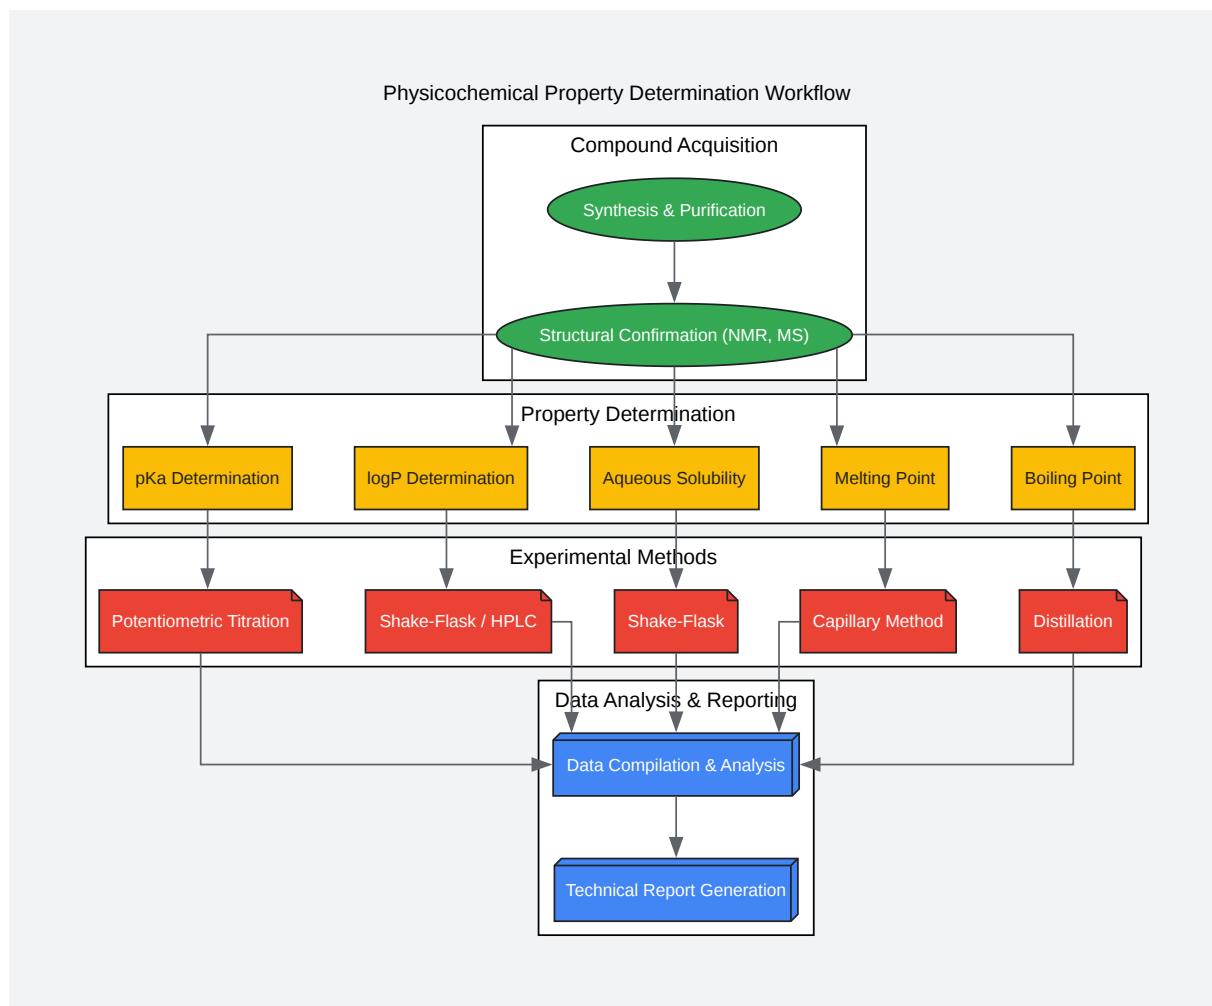 Physicochemical Property Determination Workflow
Compound Acquisition
Synthesis & Purification
Structural Confirmation (NMR, MS)
Property Determination
pKa Determination
logP Determination
Aqueous Solubility
Melting Point
Boiling Point
Experimental Methods
Potentiometric Titration
Shake-Flask / HPLC
Shake-Flask
Capillary Method
Distillation
Data Analysis & Reporting
Data Compilation & Analysis
Technical Report Generation